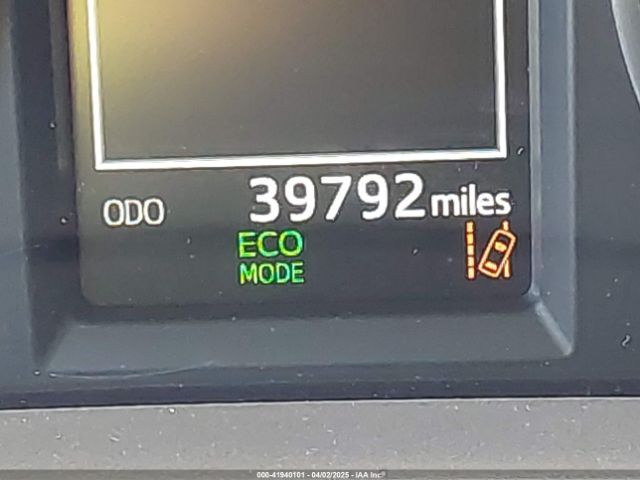 ODO 39792 miles
ECO
MODE
000-41940101 - 04/02/2025 - IAA Inc.